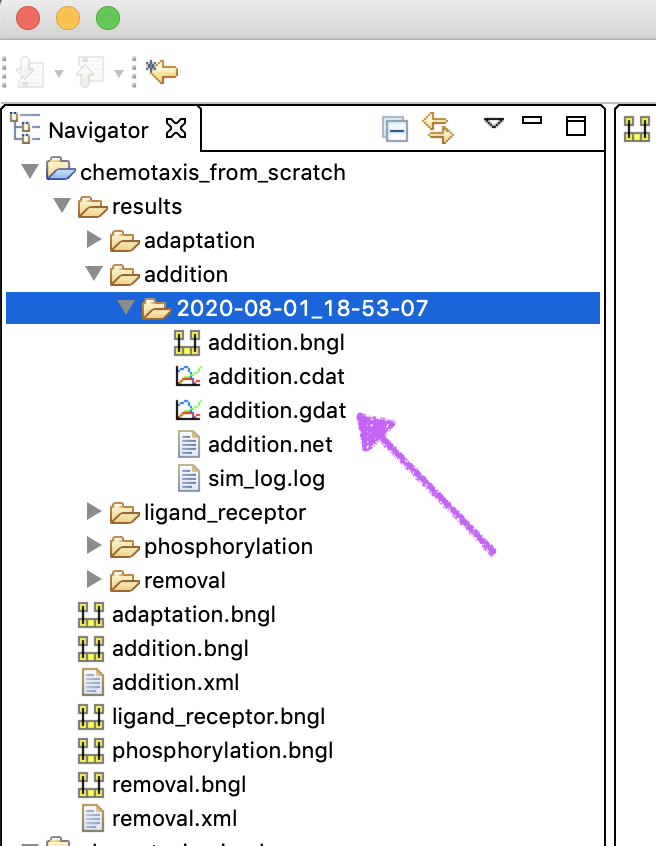 Navigator
chemotaxis_from_scratch
results
adaptation
addition
2020-08-01_18-53-07
addition.bngl
addition.cdat
addition.gdat
addition.net
sim_log.log
ligand_receptor
phosphorylation
removal
adaptation.bngl
addition.bngl
addition.xml
ligand_receptor.bngl
phosphorylation.bngl
removal.bngl
removal.xml